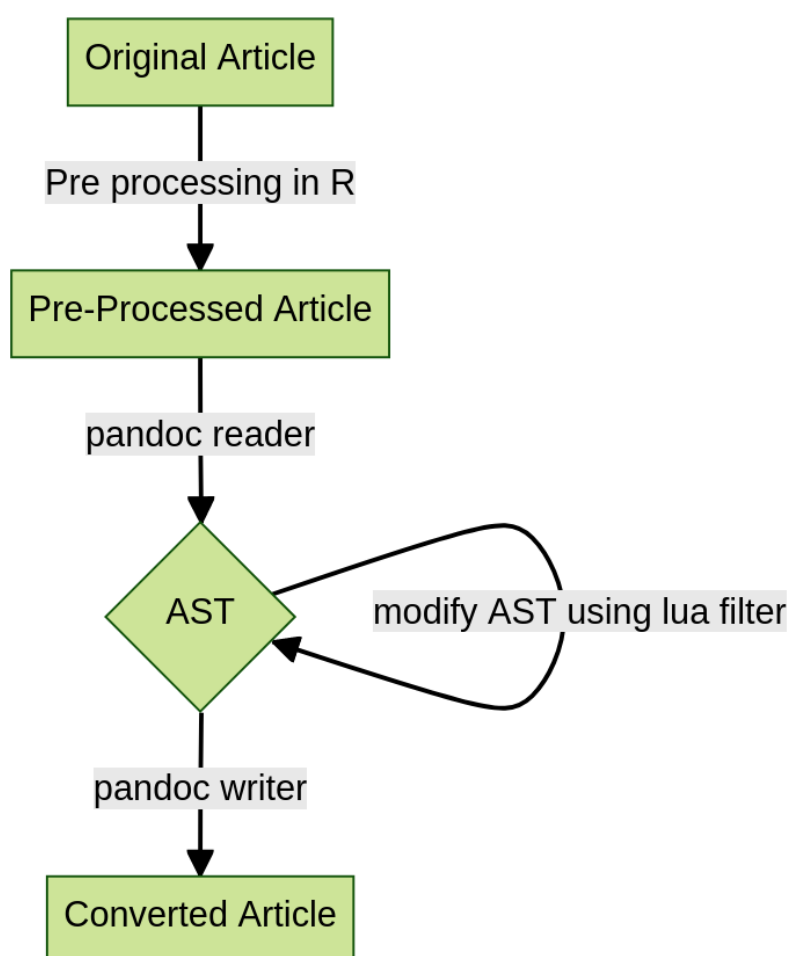 Original Article
Pre processing in R
Pre-Processed Article
pandoc reader
AST
modify AST using lua filter
pandoc writer
Converted Article